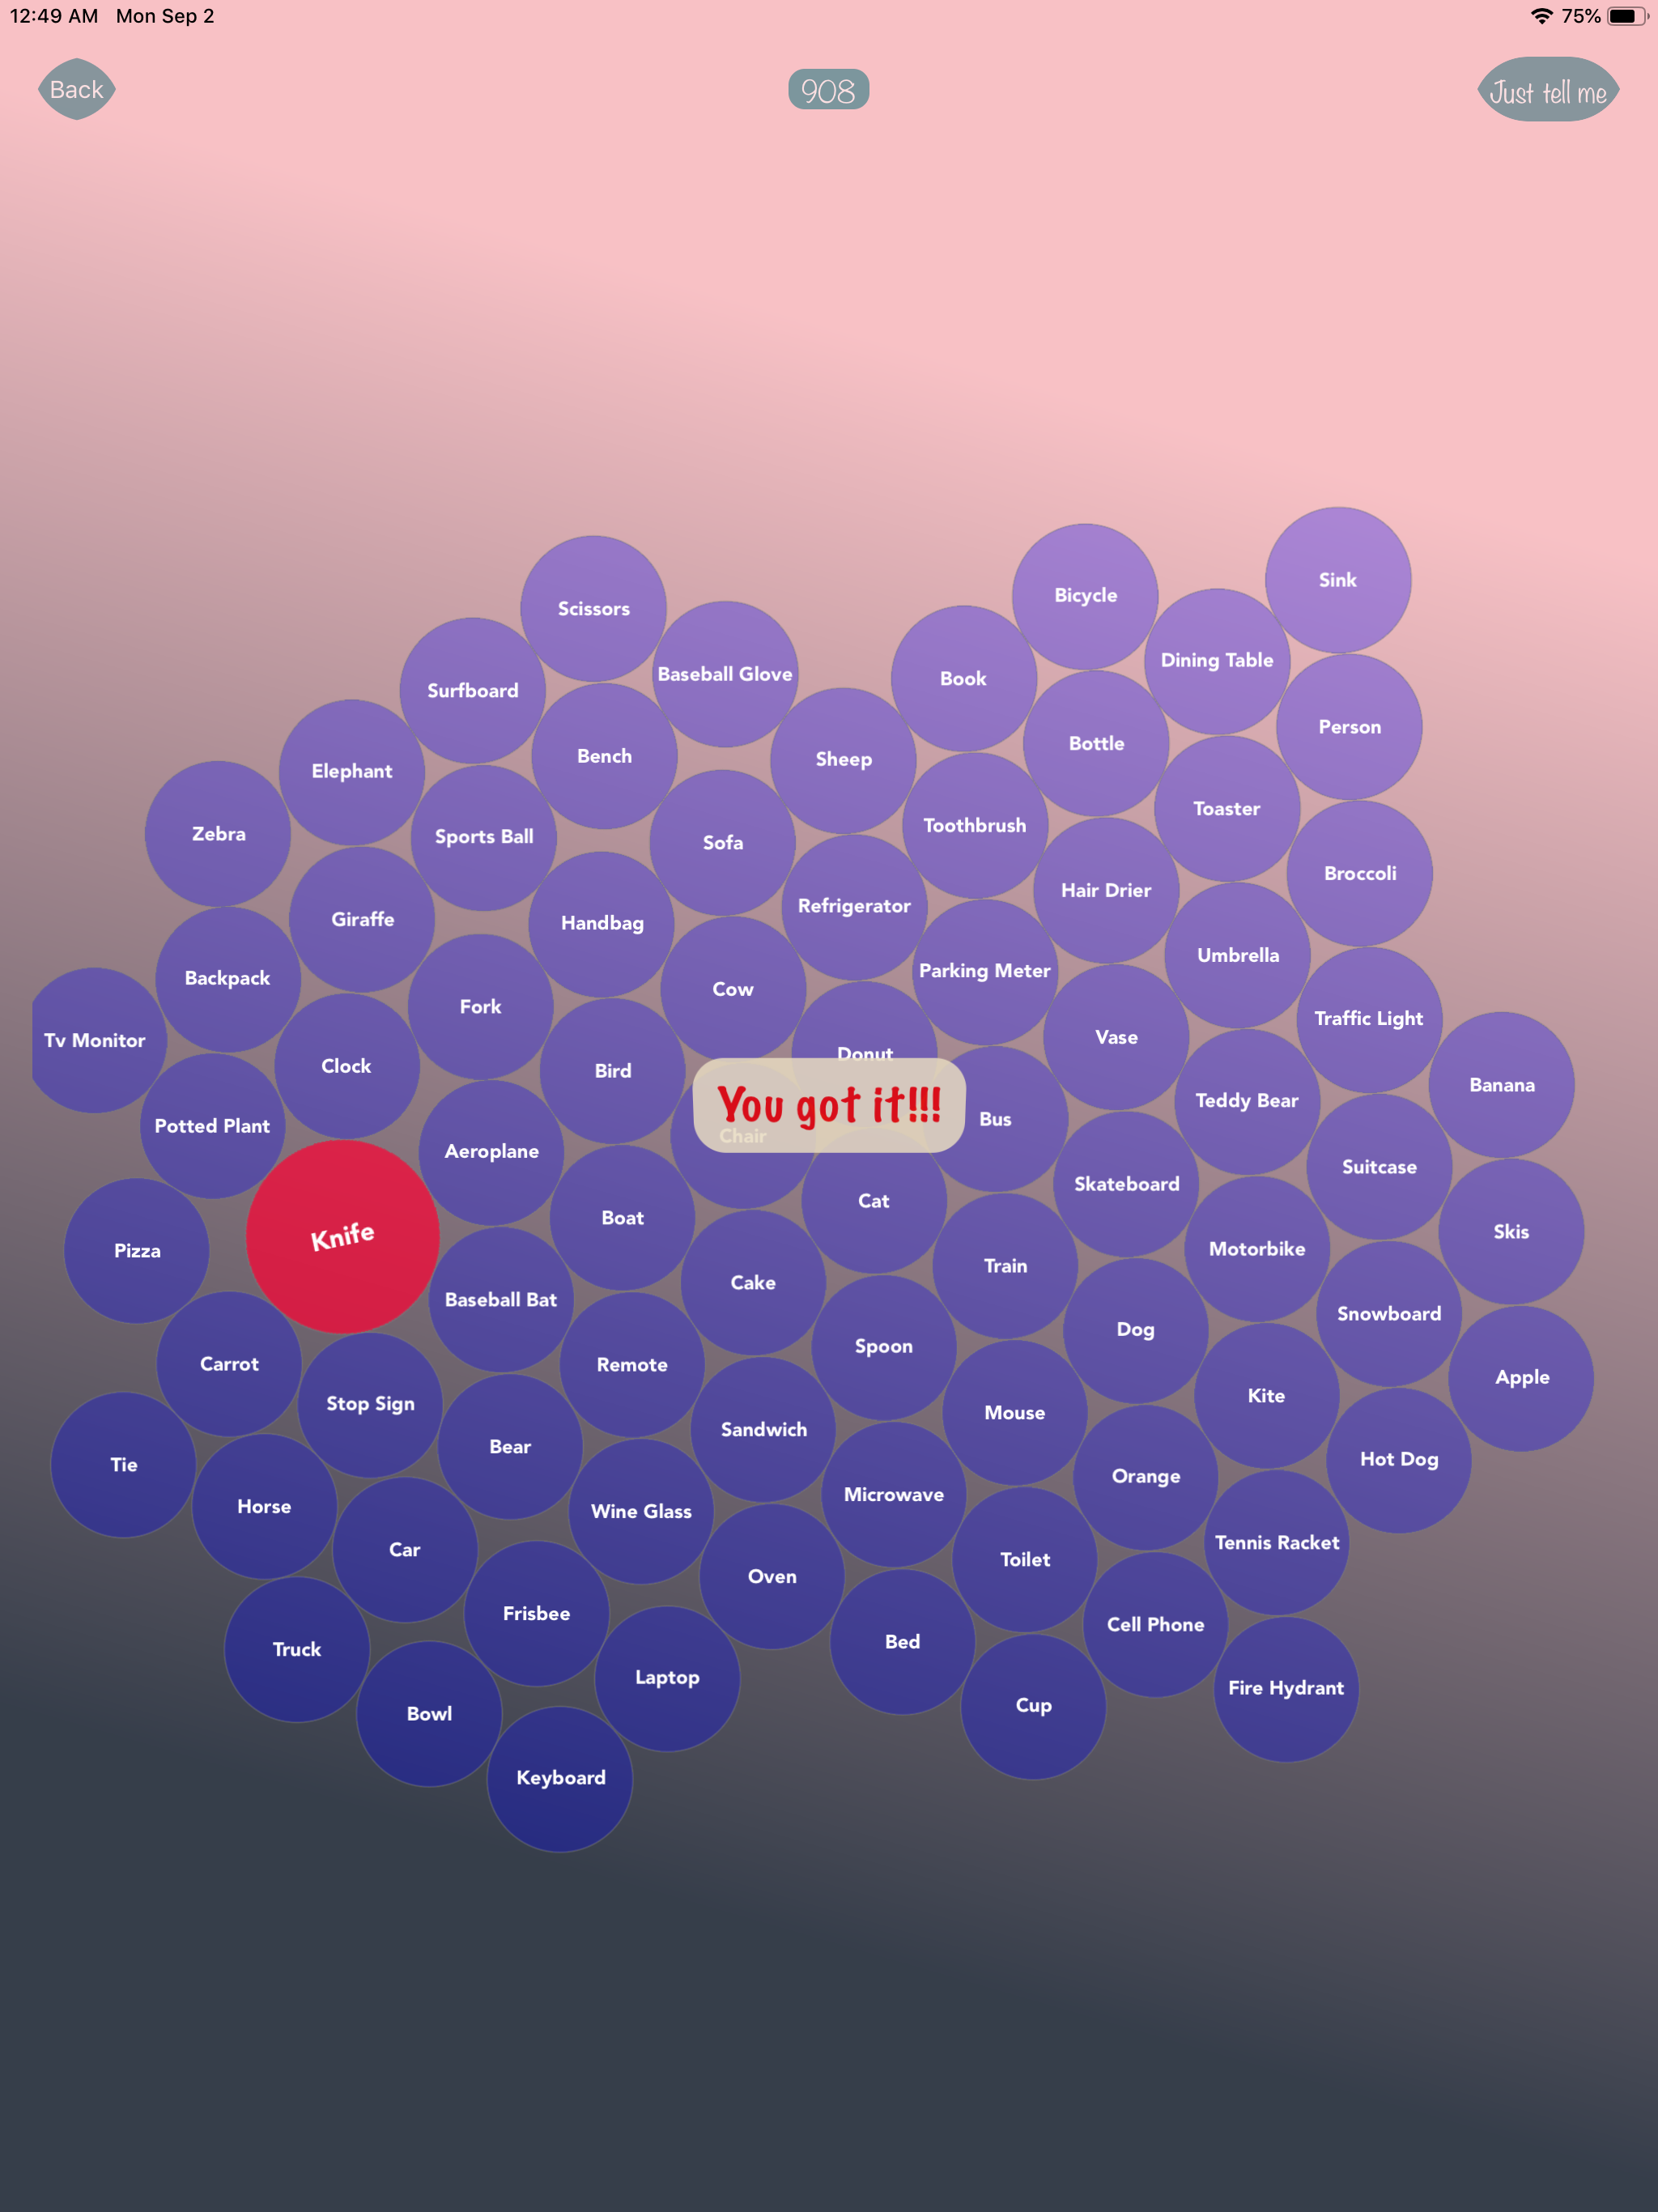 12:49 AM Mon Sep 2
75%
Back
908
Just tell me
Sink
Bicycle
Scissors
Dining Table
Baseball Glove
Book
Surfboard
Person
Bottle
Bench
Sheep
Elephant
Toaster
Toothbrush
Zebra
Sports Ball
Sofa
Broccoli
Hair Drier
Refrigerator
Giraffe
Handbag
Umbrella
Parking Meter
Backpack
Cow
Fork
Traffic Light
Vase
Tv Monitor
Donut
Clock
Bird
Banana
Teddy Bear
You got it!!!
Bus
Potted Plant
Chair
Aeroplane
Suitcase
Skateboard
Cat
Boat
Skis
Knife
Motorbike
Pizza
Train
Cake
Baseball Bat
Snowboard
Dog
Spoon
Carrot
Remote
Apple
Kite
Stop Sign
Mouse
Sandwich
Bear
Hot Dog
Tie
Orange
Microwave
Horse
Wine Glass
Tennis Racket
Car
Toilet
Oven
Frisbee
Cell Phone
Bed
Truck
Laptop
Fire Hydrant
Cup
Bowl
Keyboard